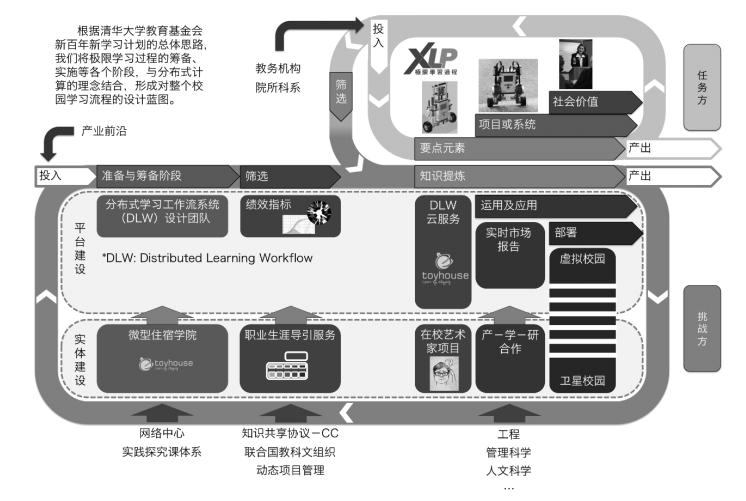 根据清华大学教育基金会
新百年新学习计划的总体思路,
我们将极限学习过程的筹备、
实施等各个阶段,与分布式计
算的理念结合,形成对整个校
园学习流程的设计蓝图。
投入
教务机构
院所科系
筛选
XLP
極限學習過程
社会价值
项目或系统
要点元素
产出
任务方
产业前沿
投入
准备与筹备阶段
筛选
知识提炼
产出
平台建设
分布式学习工作流系统
(DLW)设计团队
绩效指标
DLW
云服务
toyhouse
运用及应用
实时市场
报告
部署
虚拟校园
*DLW: Distributed Learning Workflow
挑战方
实体建设
微型住宿学院
toyhouse
职业生涯导引服务
在校艺术
家项目
产－学－研
合作
卫星校园
网络中心
实践探究课体系
知识共享协议－CC
联合国教科文组织
动态项目管理
工程
管理科学
人文科学
…